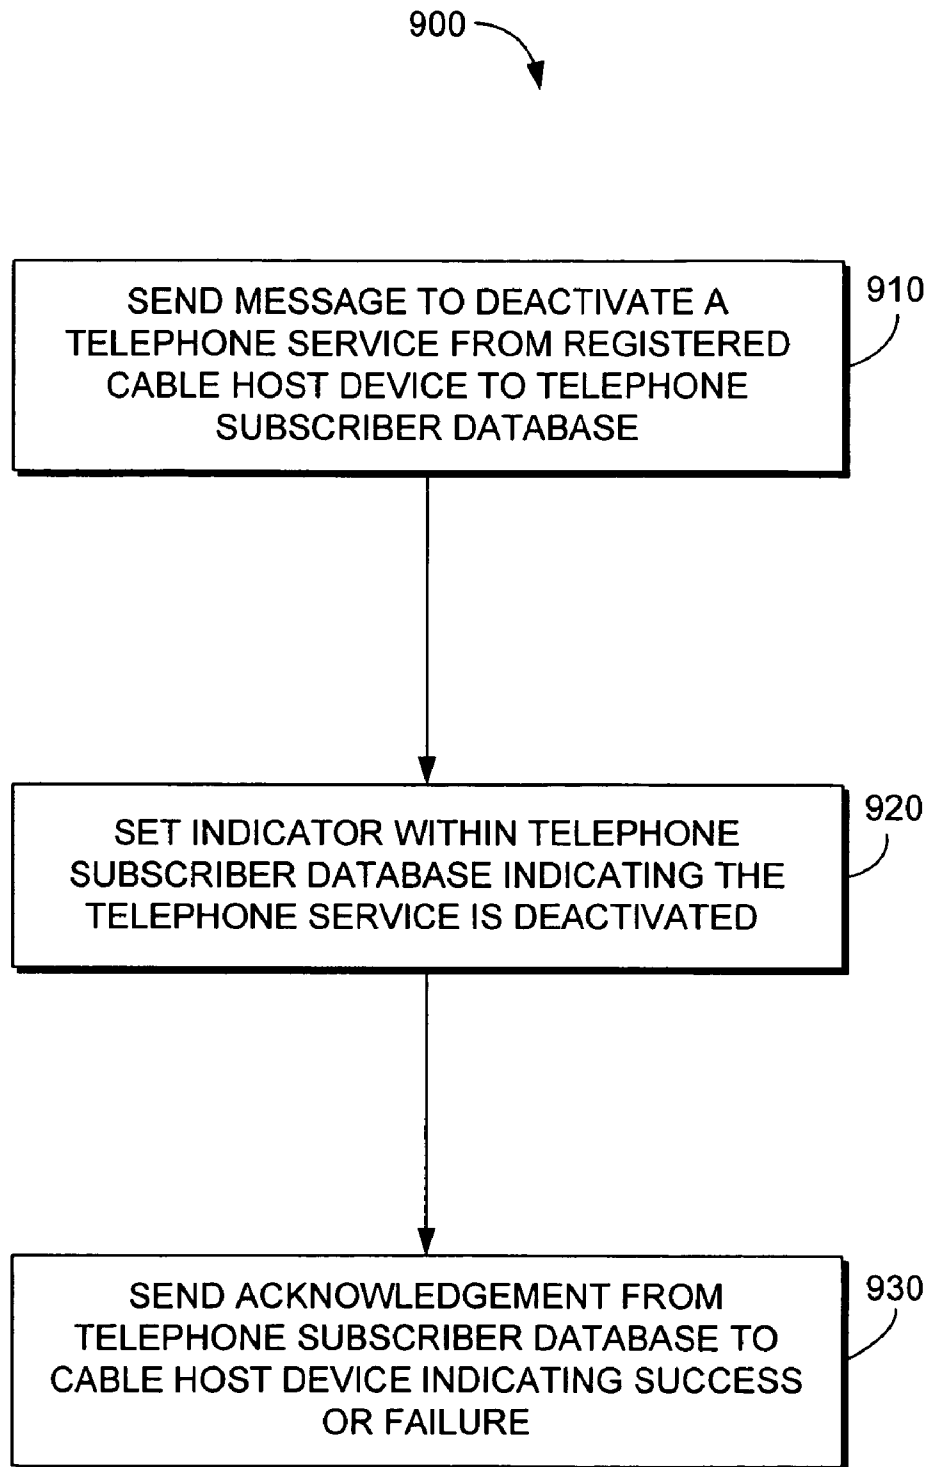 900
SEND MESSAGE TO DEACTIVATE A
TELEPHONE SERVICE FROM REGISTERED
CABLE HOST DEVICE TO TELEPHONE
SUBSCRIBER DATABASE
910
SET INDICATOR WITHIN TELEPHONE
SUBSCRIBER DATABASE INDICATING THE
TELEPHONE SERVICE IS DEACTIVATED
920
SEND ACKNOWLEDGEMENT FROM
TELEPHONE SUBSCRIBER DATABASE TO
CABLE HOST DEVICE INDICATING SUCCESS
OR FAILURE
930